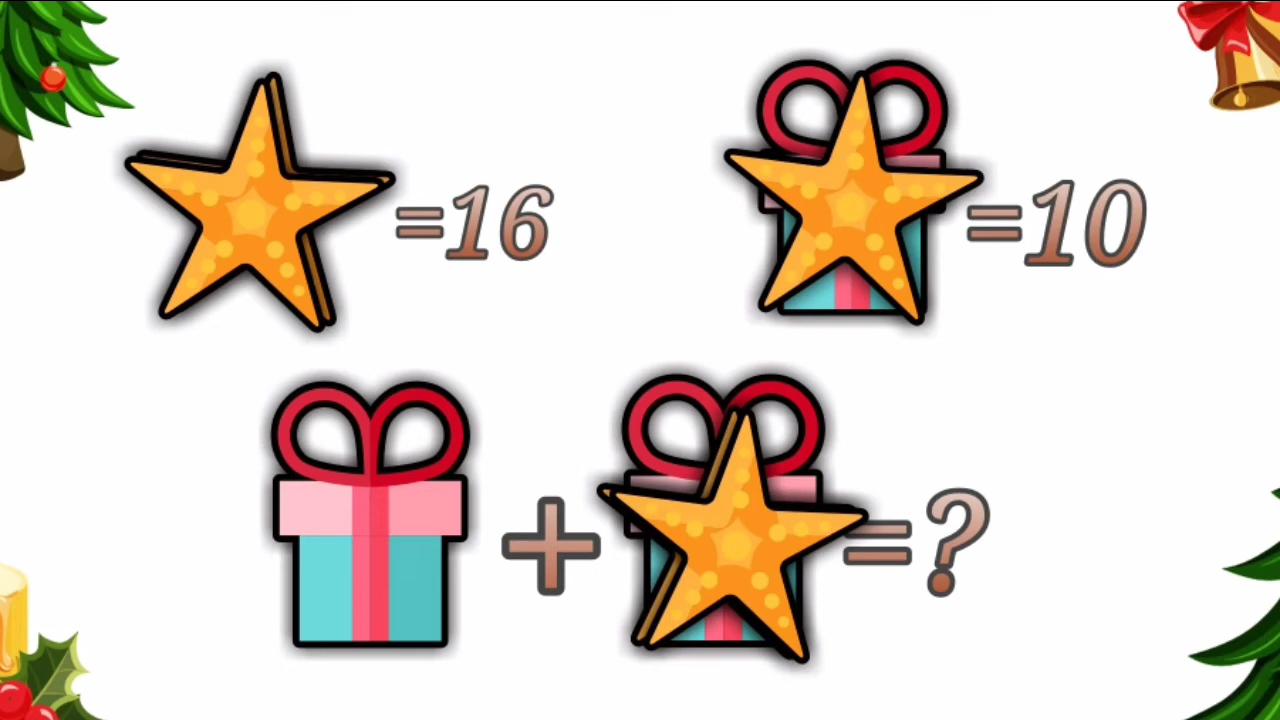 =16
=10
+ =?